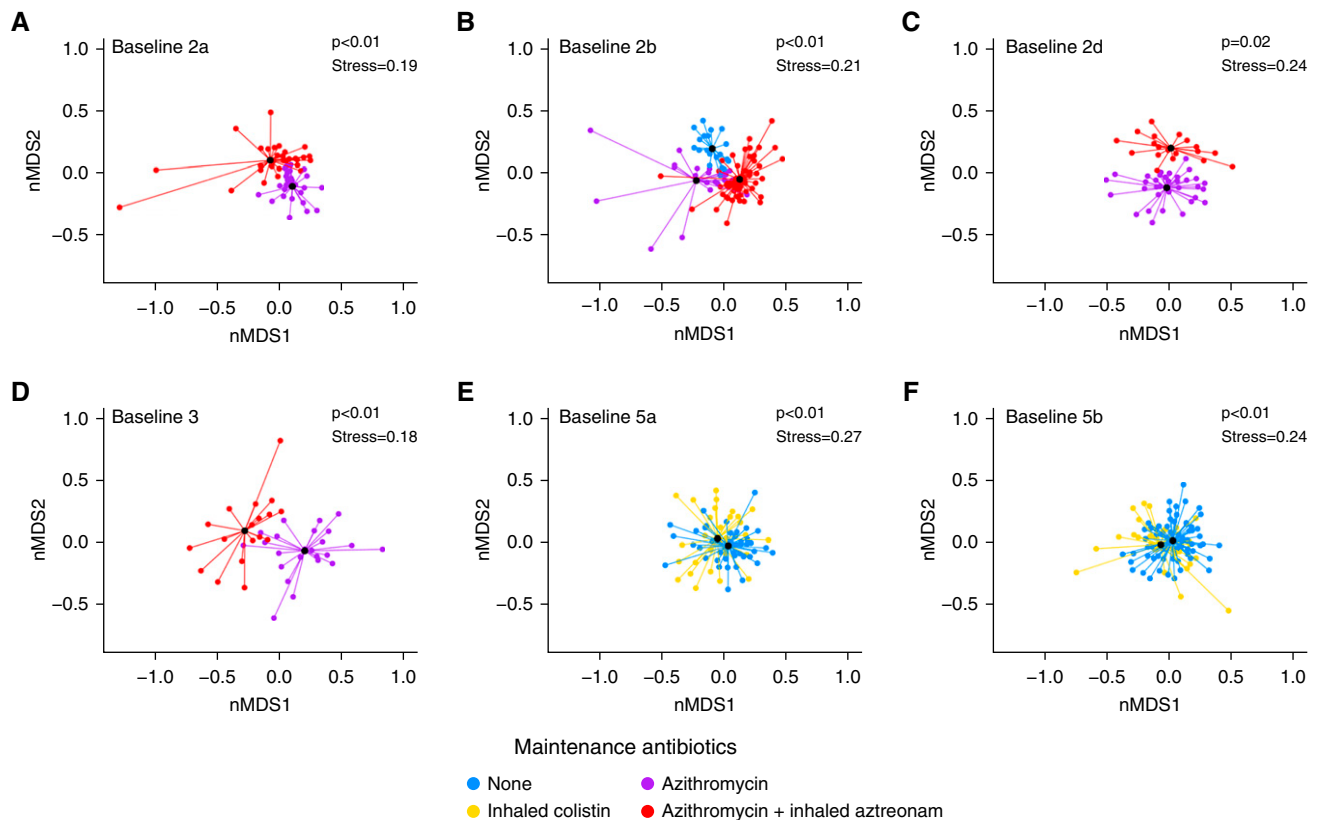 A
Baseline 2a
p<0.01
Stress=0.19
1.0
0.5
0.0
−0.5
nMDS2
−1.0 −0.5 0.0 0.5 1.0
nMDS1
B
Baseline 2b
p<0.01
Stress=0.21
1.0
0.5
0.0
−0.5
nMDS2
−1.0 −0.5 0.0 0.5 1.0
nMDS1
C
Baseline 2d
p=0.02
Stress=0.24
1.0
0.5
0.0
−0.5
nMDS2
−1.0 −0.5 0.0 0.5 1.0
nMDS1
D
Baseline 3
p<0.01
Stress=0.18
1.0
0.5
0.0
−0.5
nMDS2
−1.0 −0.5 0.0 0.5 1.0
nMDS1
E
Baseline 5a
p<0.01
Stress=0.27
1.0
0.5
0.0
−0.5
nMDS2
−1.0 −0.5 0.0 0.5 1.0
nMDS1
F
Baseline 5b
p<0.01
Stress=0.24
1.0
0.5
0.0
−0.5
nMDS2
−1.0 −0.5 0.0 0.5 1.0
nMDS1
Maintenance antibiotics
None
Azithromycin
Inhaled colistin
Azithromycin + inhaled aztreonam